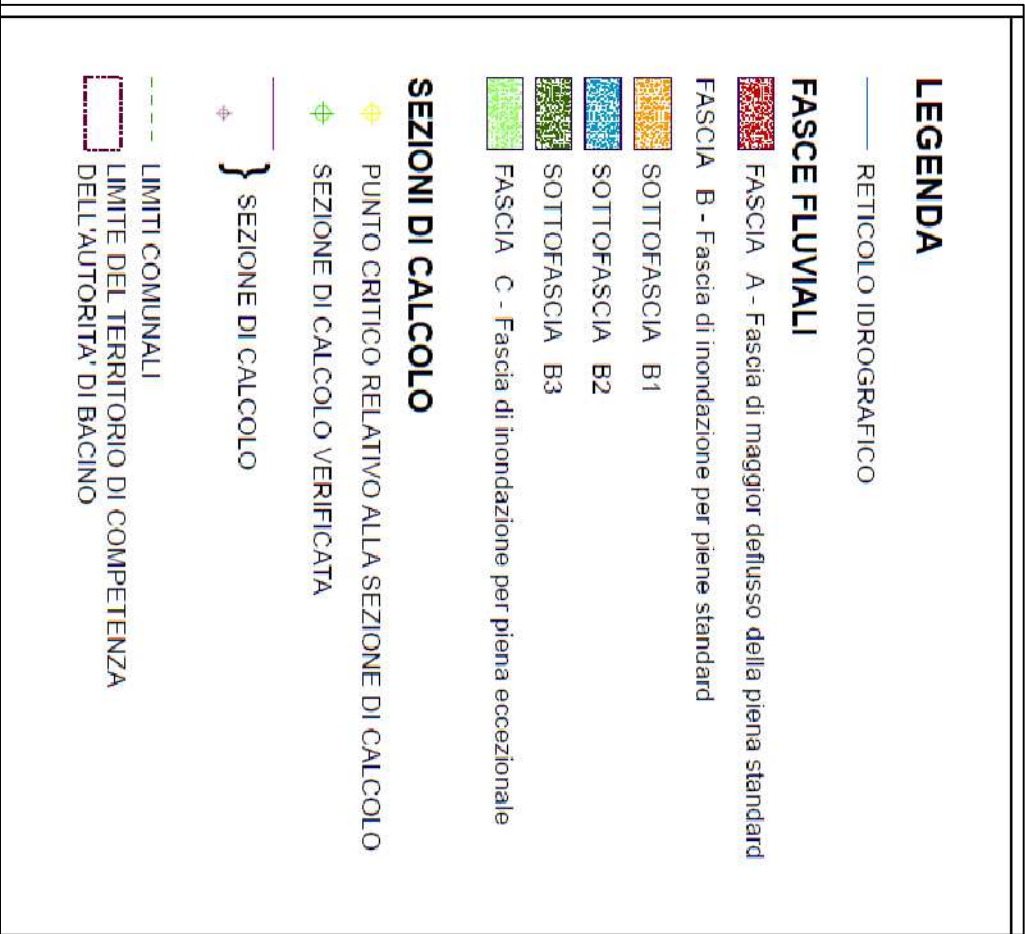 LEGENDA
RETICOLO IDROGRAFICO
FASCE FLUVIALI
FASCIA A - Fascia di maggior deflusso della piena standard
FASCIA B - Fascia di inondazione per piene standard
SOTTOFASCIA B1
SOTTOFASCIA B2
SOTTOFASCIA B3
FASCIA C - Fascia di inondazione per piena eccezionale
SEZIONI DI CALCOLO
PUNTO CRITICO RELATIVO ALLA SEZIONE DI CALCOLO
SEZIONE DI CALCOLO VERIFICATA
} SEZIONE DI CALCOLO
LIMITI COMUNALI
LIMITE DEL TERRITORIO DI COMPETENZA
DELL'AUTORITA' DI BACINO